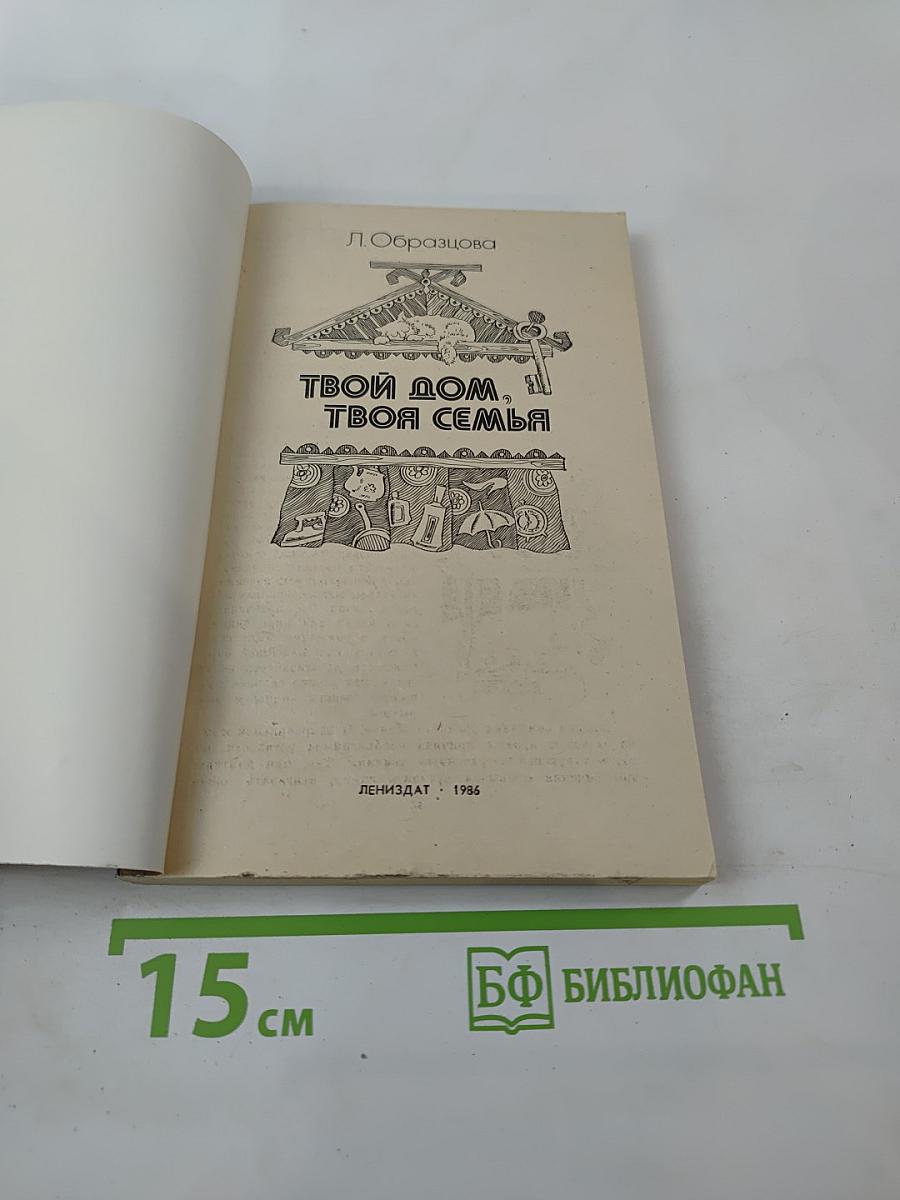 Л. Образцова
ТВОЙ ДОМ,
ТВОЯ СЕМЬЯ
ЛЕНИЗДАТ · 1986
15 см
БФ БИБЛИОФАН